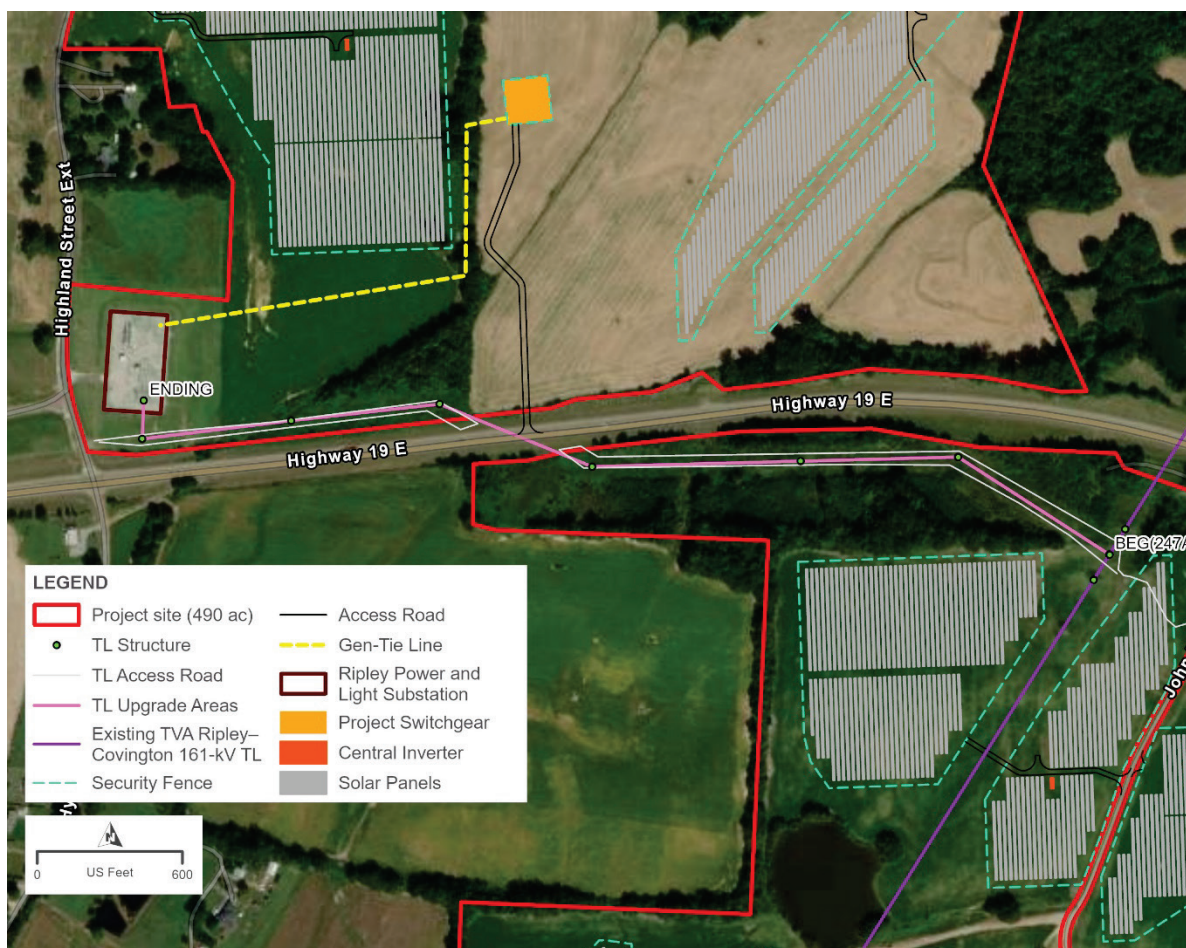 Highland Street Ext
ENDING
Highway 19 E
Highway 19 E
BEG(247A
John
LEGEND
Project site (490 ac)
TL Structure
TL Access Road
TL Upgrade Areas
Existing TVA Ripley–
Covington 161-kV TL
Security Fence
Access Road
Gen-Tie Line
Ripley Power and
Light Substation
Project Switchgear
Central Inverter
Solar Panels
N
0
US Feet
600